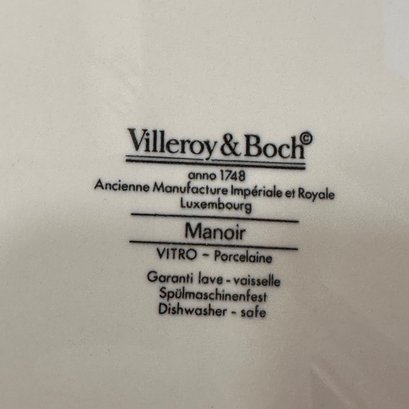 Villeroy & Boch©
anno 1748
Ancienne Manufacture Impériale et Royale
Luxembourg
Manoir
VITRO - Porcelaine
Garanti lave - vaisselle
Spülmaschinenfest
Dishwasher - safe